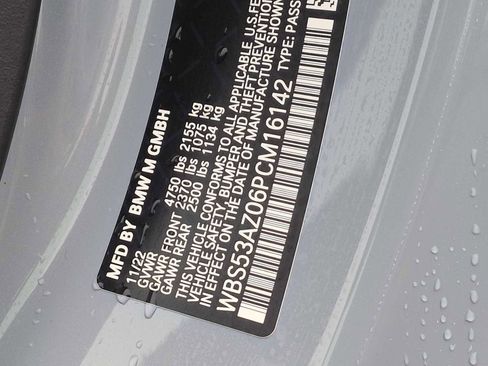 MFD BY BMW M GMBH
11/22
GVWR 4750 lbs 2155 kg
GAWR FRONT 2370 lbs 1075 kg
GAWR REAR 2500 lbs 1134 kg
THIS VEHICLE CONFORMS TO ALL APPLICABLE U.S.FE
VEHICLE SAFETY, BUMPER AND THEFT PREVENTION
IN EFFECT ON THE DATE OF MANUFACTURE SHOWN
WBS53AZ06PCM16142 TYPE: PASS